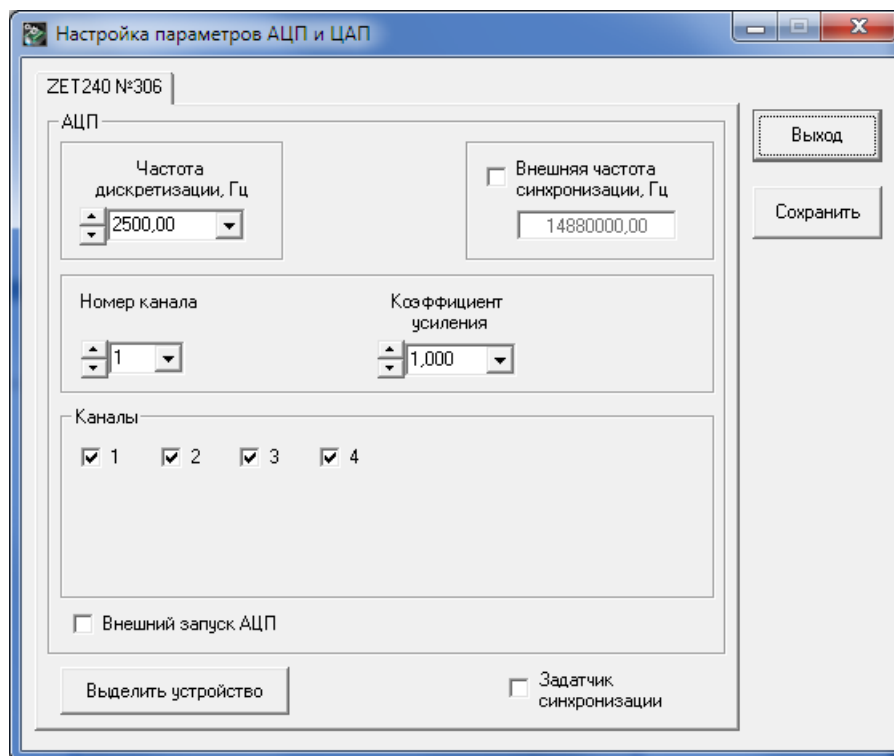 Настройка параметров АЦП и ЦАП
ZET240 №306
АЦП
Частота
дискретизации, Гц
2500,00
Внешняя частота
синхронизации, Гц
14880000,00
Выход
Сохранить
Номер канала
1
Коэффициент
усиления
1,000
Каналы
1 2 3 4
Внешний запуск АЦП
Выделить устройство
Задатчик
синхронизации